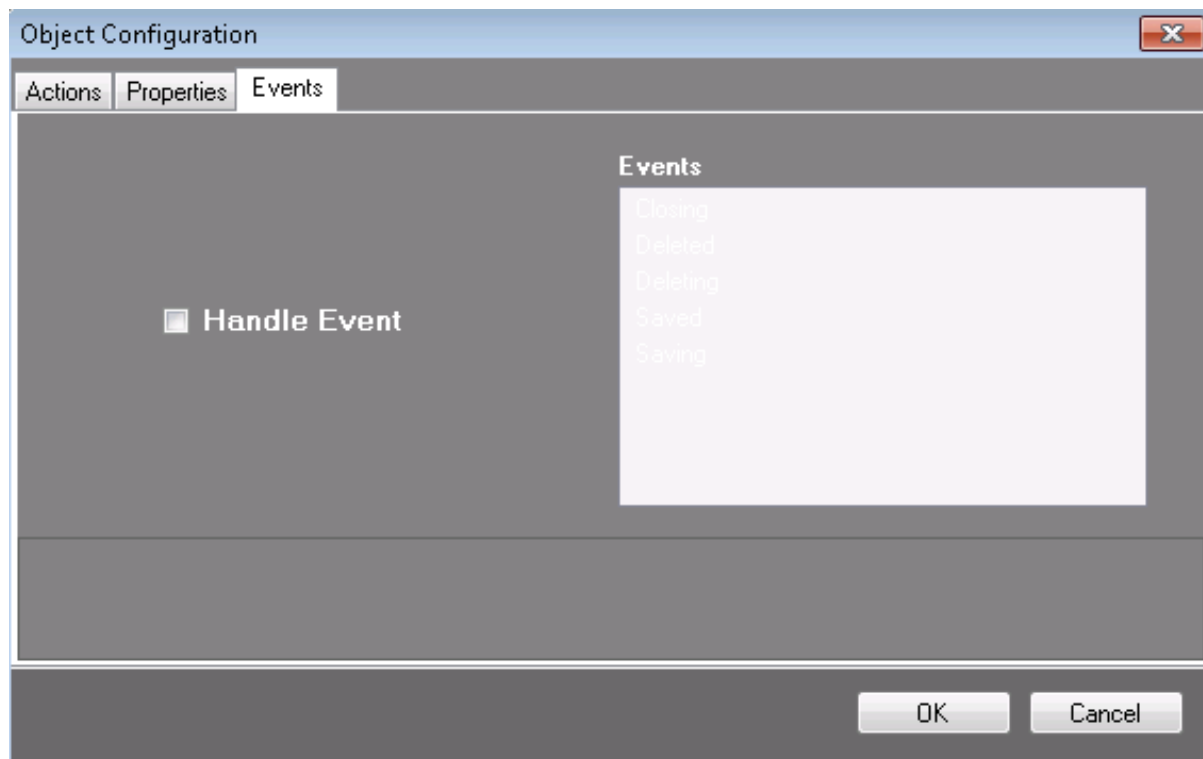 Object Configuration
Actions Properties Events
Events
Closing
Deleted
Deleting
Saved
Saving
Handle Event
OK Cancel